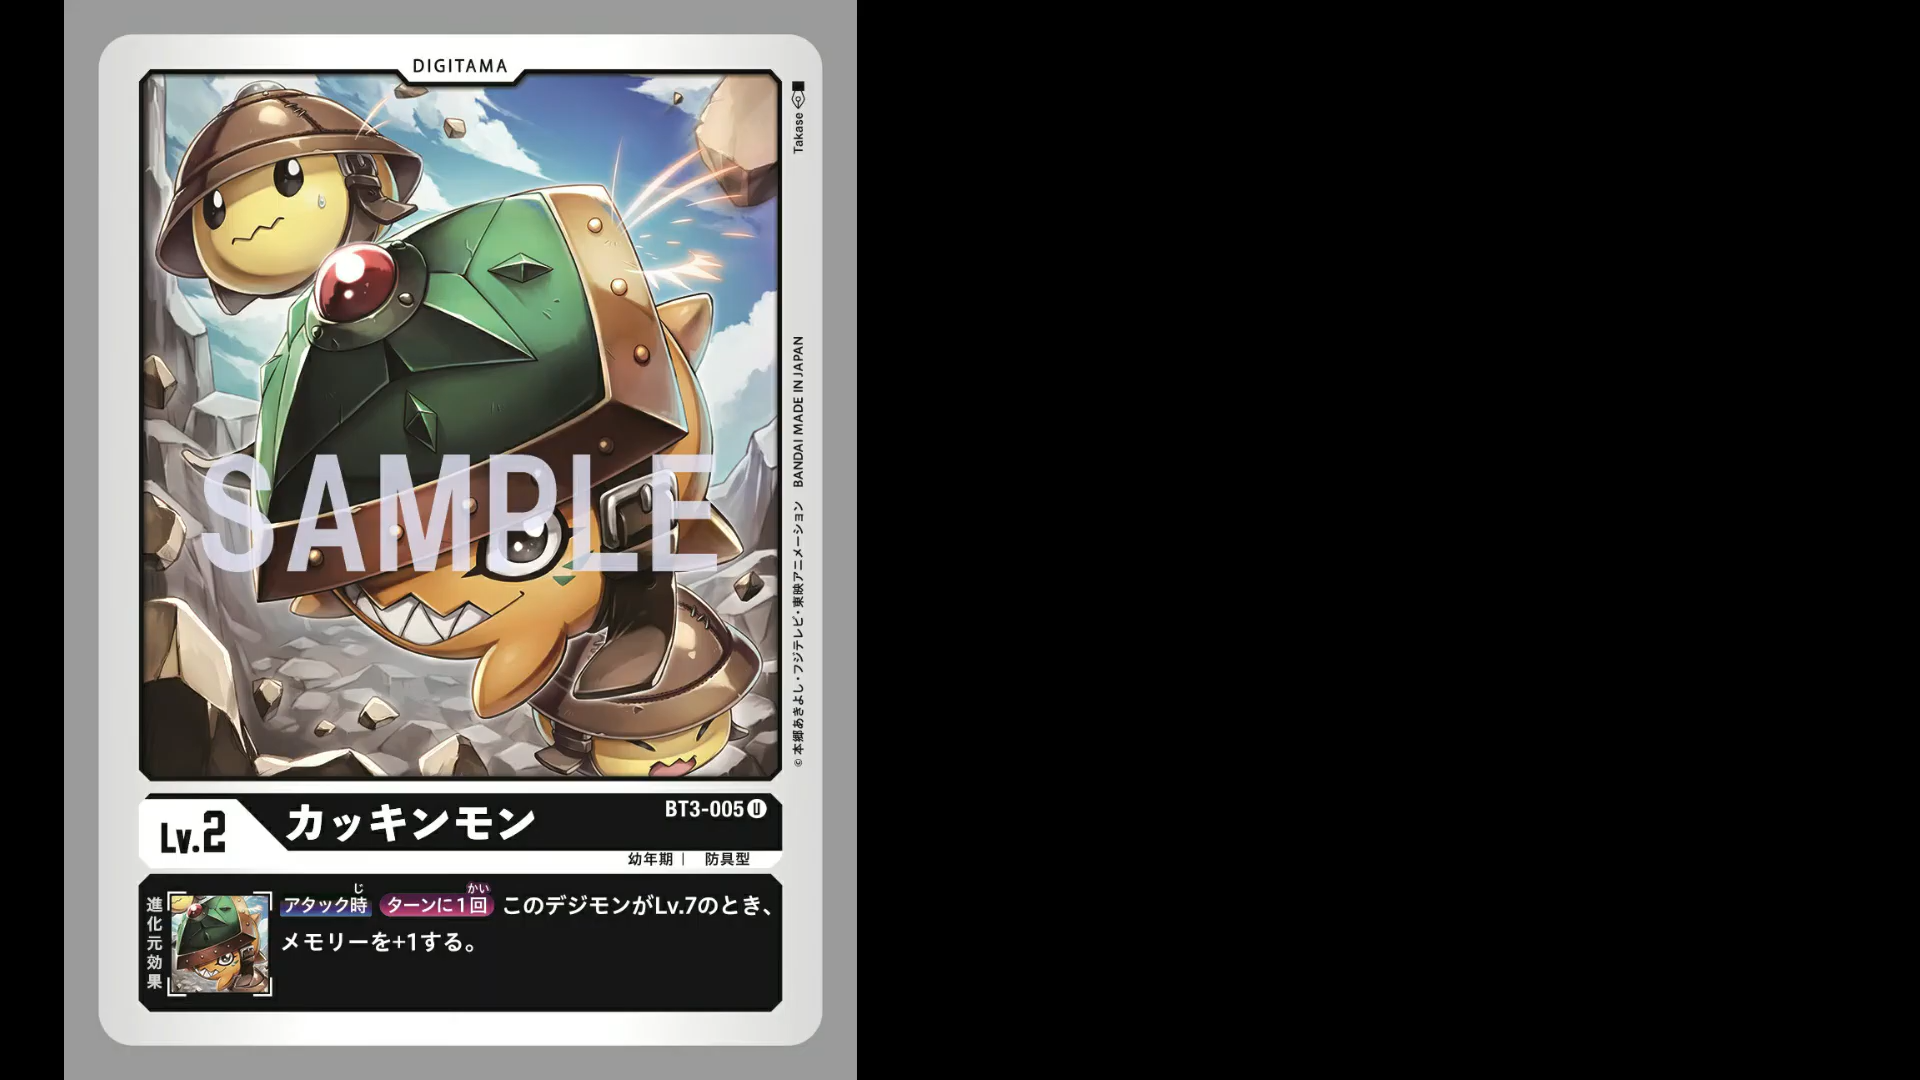 DIGITAMA
Takase
BANDAI MADE IN JAPAN
©本郷あきよし・フジテレビ・東映アニメーション
SAMPLE
Lv.2
カッキンモン
BT3-005 U
幼年期 | 防具型
進化元効果
じ かい
アタック時 ターンに1回 このデジモンがLv.7のとき、
メモリーを+1する。